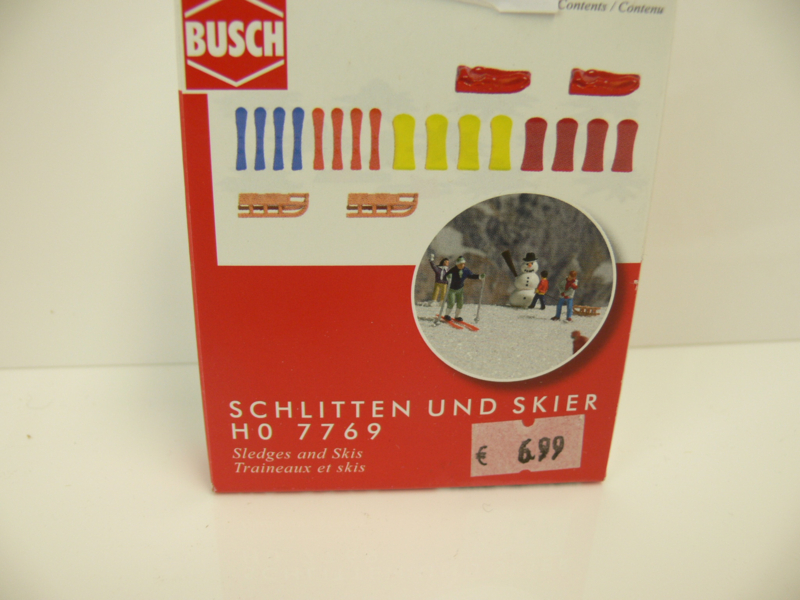 Contents / Contenu
BUSCH
SCHLITTEN UND SKIER
H0 7769
Sledges and Skis
Traineaux et skis
€ 6.99